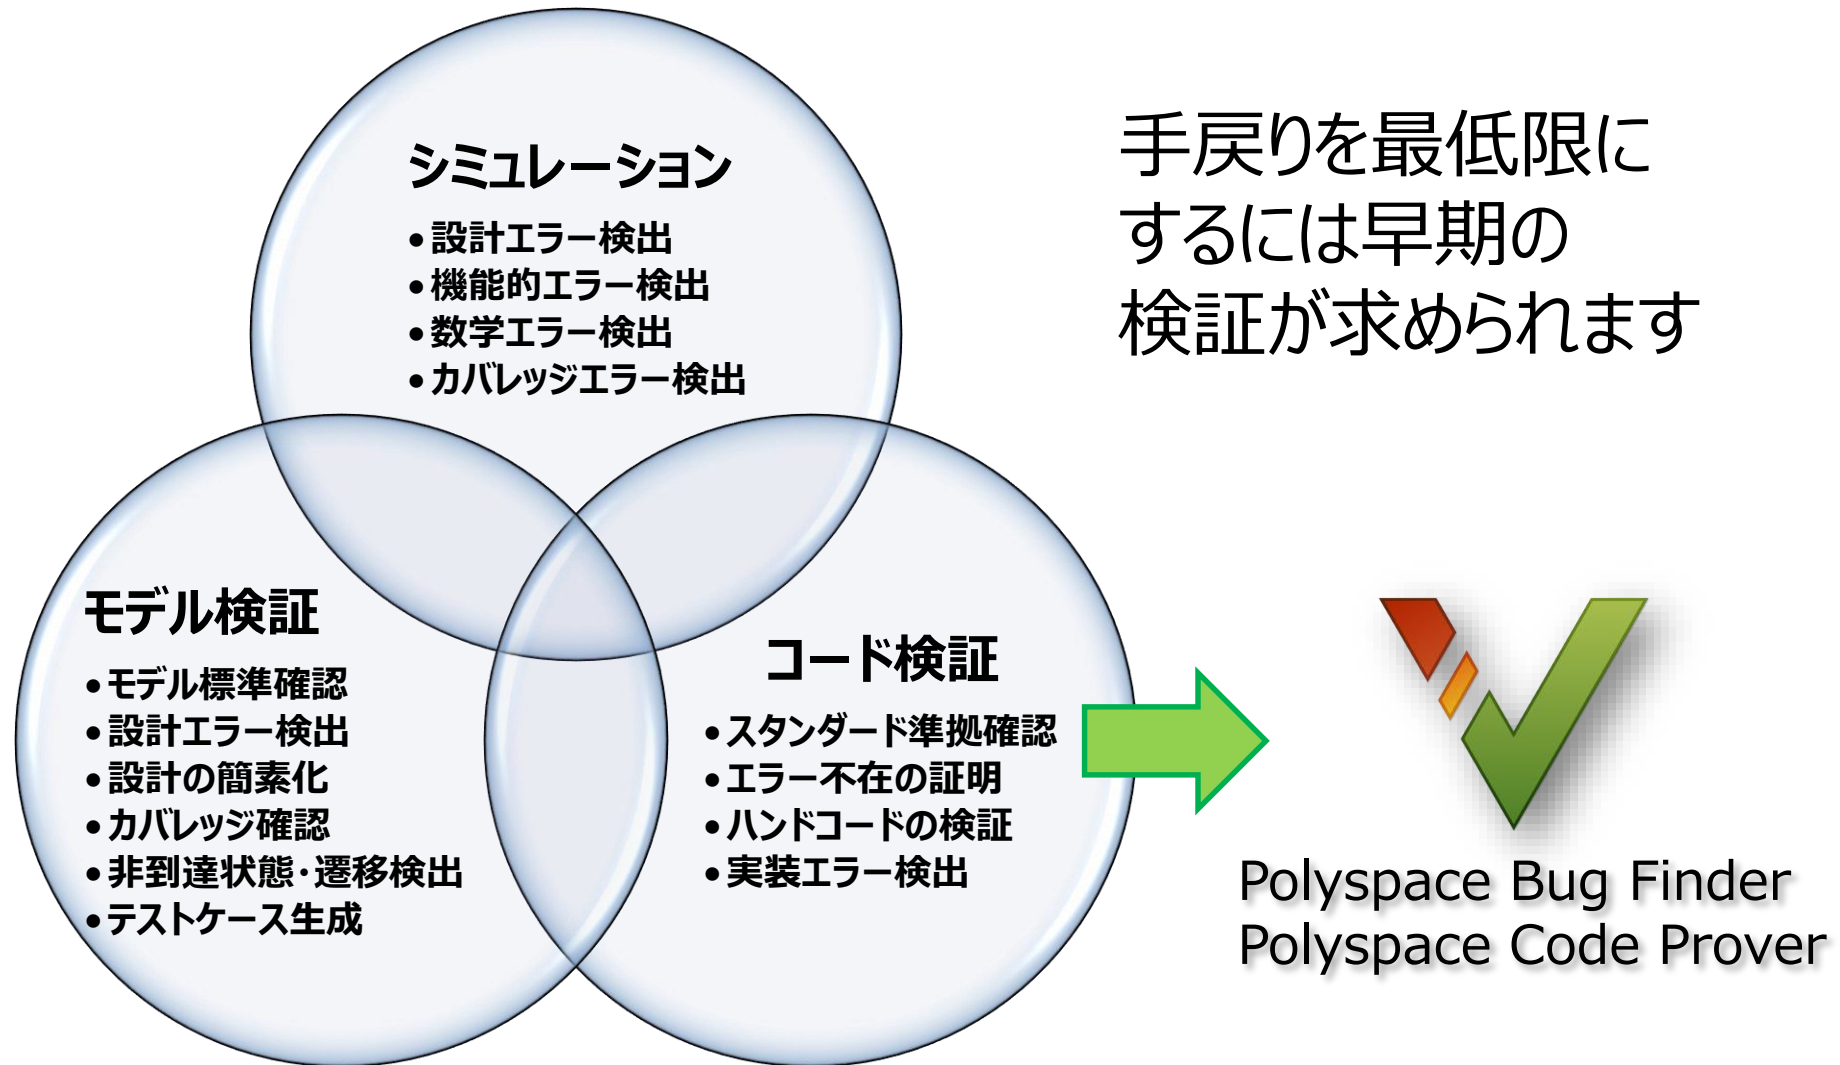 シミュレーション
•設計エラー検出
•機能的エラー検出
•数学エラー検出
•カバレッジエラー検出
手戻りを最低限に
するには早期の
検証が求められます
モデル検証
•モデル標準確認
•設計エラー検出
•設計の簡素化
•カバレッジ確認
•非到達状態・遷移検出
•テストケース生成
コード検証
•スタンダード準拠確認
•エラー不在の証明
•ハンドコードの検証
•実装エラー検出
Polyspace Bug Finder
Polyspace Code Prover